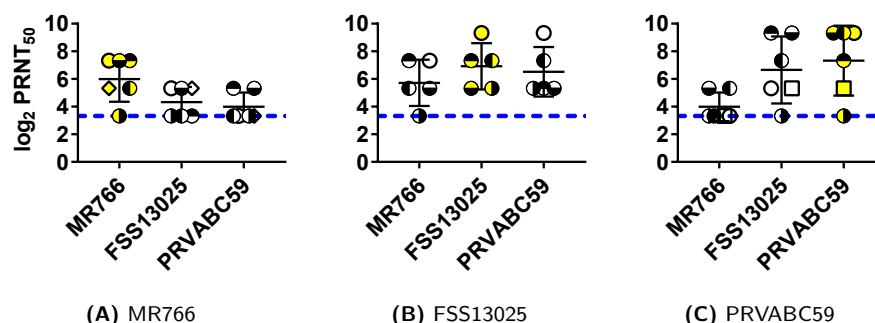 log₂ PRNT₅₀
10
8
6
4
2
0
MR766
FSS13025
PRVABC59
(A) MR766
10
8
6
4
2
0
MR766
FSS13025
PRVABC59
(B) FSS13025
10
8
6
4
2
0
MR766
FSS13025
PRVABC59
(C) PRVABC59